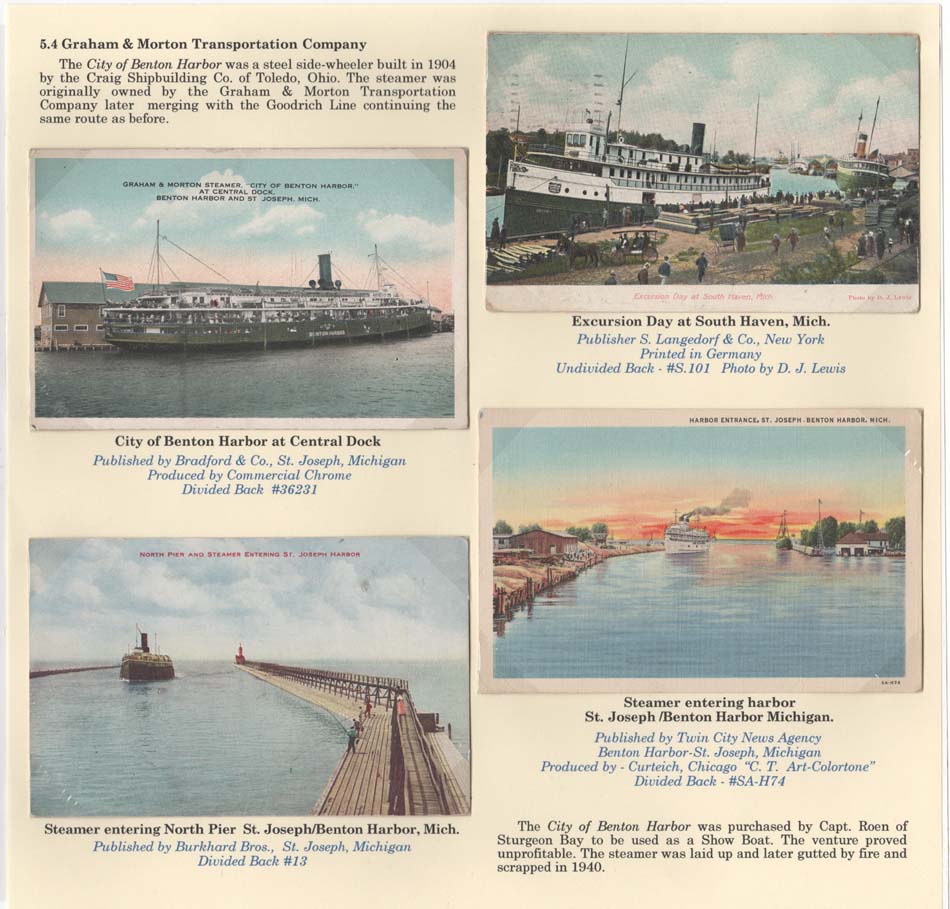 5.4 Graham & Morton Transportation Company
The City of Benton Harbor was a steel side-wheeler built in 1904
by the Craig Shipbuilding Co. of Toledo, Ohio. The steamer was
originally owned by the Graham & Morton Transportation
Company later merging with the Goodrich Line continuing the
same route as before.
GRAHAM & MORTON STEAMER, "CITY OF BENTON HARBOR,"
AT CENTRAL DOCK,
BENTON HARBOR AND ST JOSEPH, MICH.
BENTON HARBOR
City of Benton Harbor at Central Dock
Published by Bradford & Co., St. Joseph, Michigan
Produced by Commercial Chrome
Divided Back #36231
NORTH PIER AND STEAMER ENTERING ST. JOSEPH HARBOR
Steamer entering North Pier St. Joseph/Benton Harbor, Mich.
Published by Burkhard Bros., St. Joseph, Michigan
Divided Back #13
Excursion Day at South Haven, Mich.
Photo by D. J. Lewis
Excursion Day at South Haven, Mich.
Publisher S. Langedorf & Co., New York
Printed in Germany
Undivided Back - #S.101 Photo by D. J. Lewis
HARBOR ENTRANCE, ST. JOSEPH-BENTON HARBOR, MICH.
5A-H74
Steamer entering harbor
St. Joseph /Benton Harbor Michigan.
Published by Twin City News Agency
Benton Harbor-St. Joseph, Michigan
Produced by - Curteich, Chicago "C. T. Art-Colortone"
Divided Back - #SA-H74
The City of Benton Harbor was purchased by Capt. Roen of
Sturgeon Bay to be used as a Show Boat. The venture proved
unprofitable. The steamer was laid up and later gutted by fire and
scrapped in 1940.